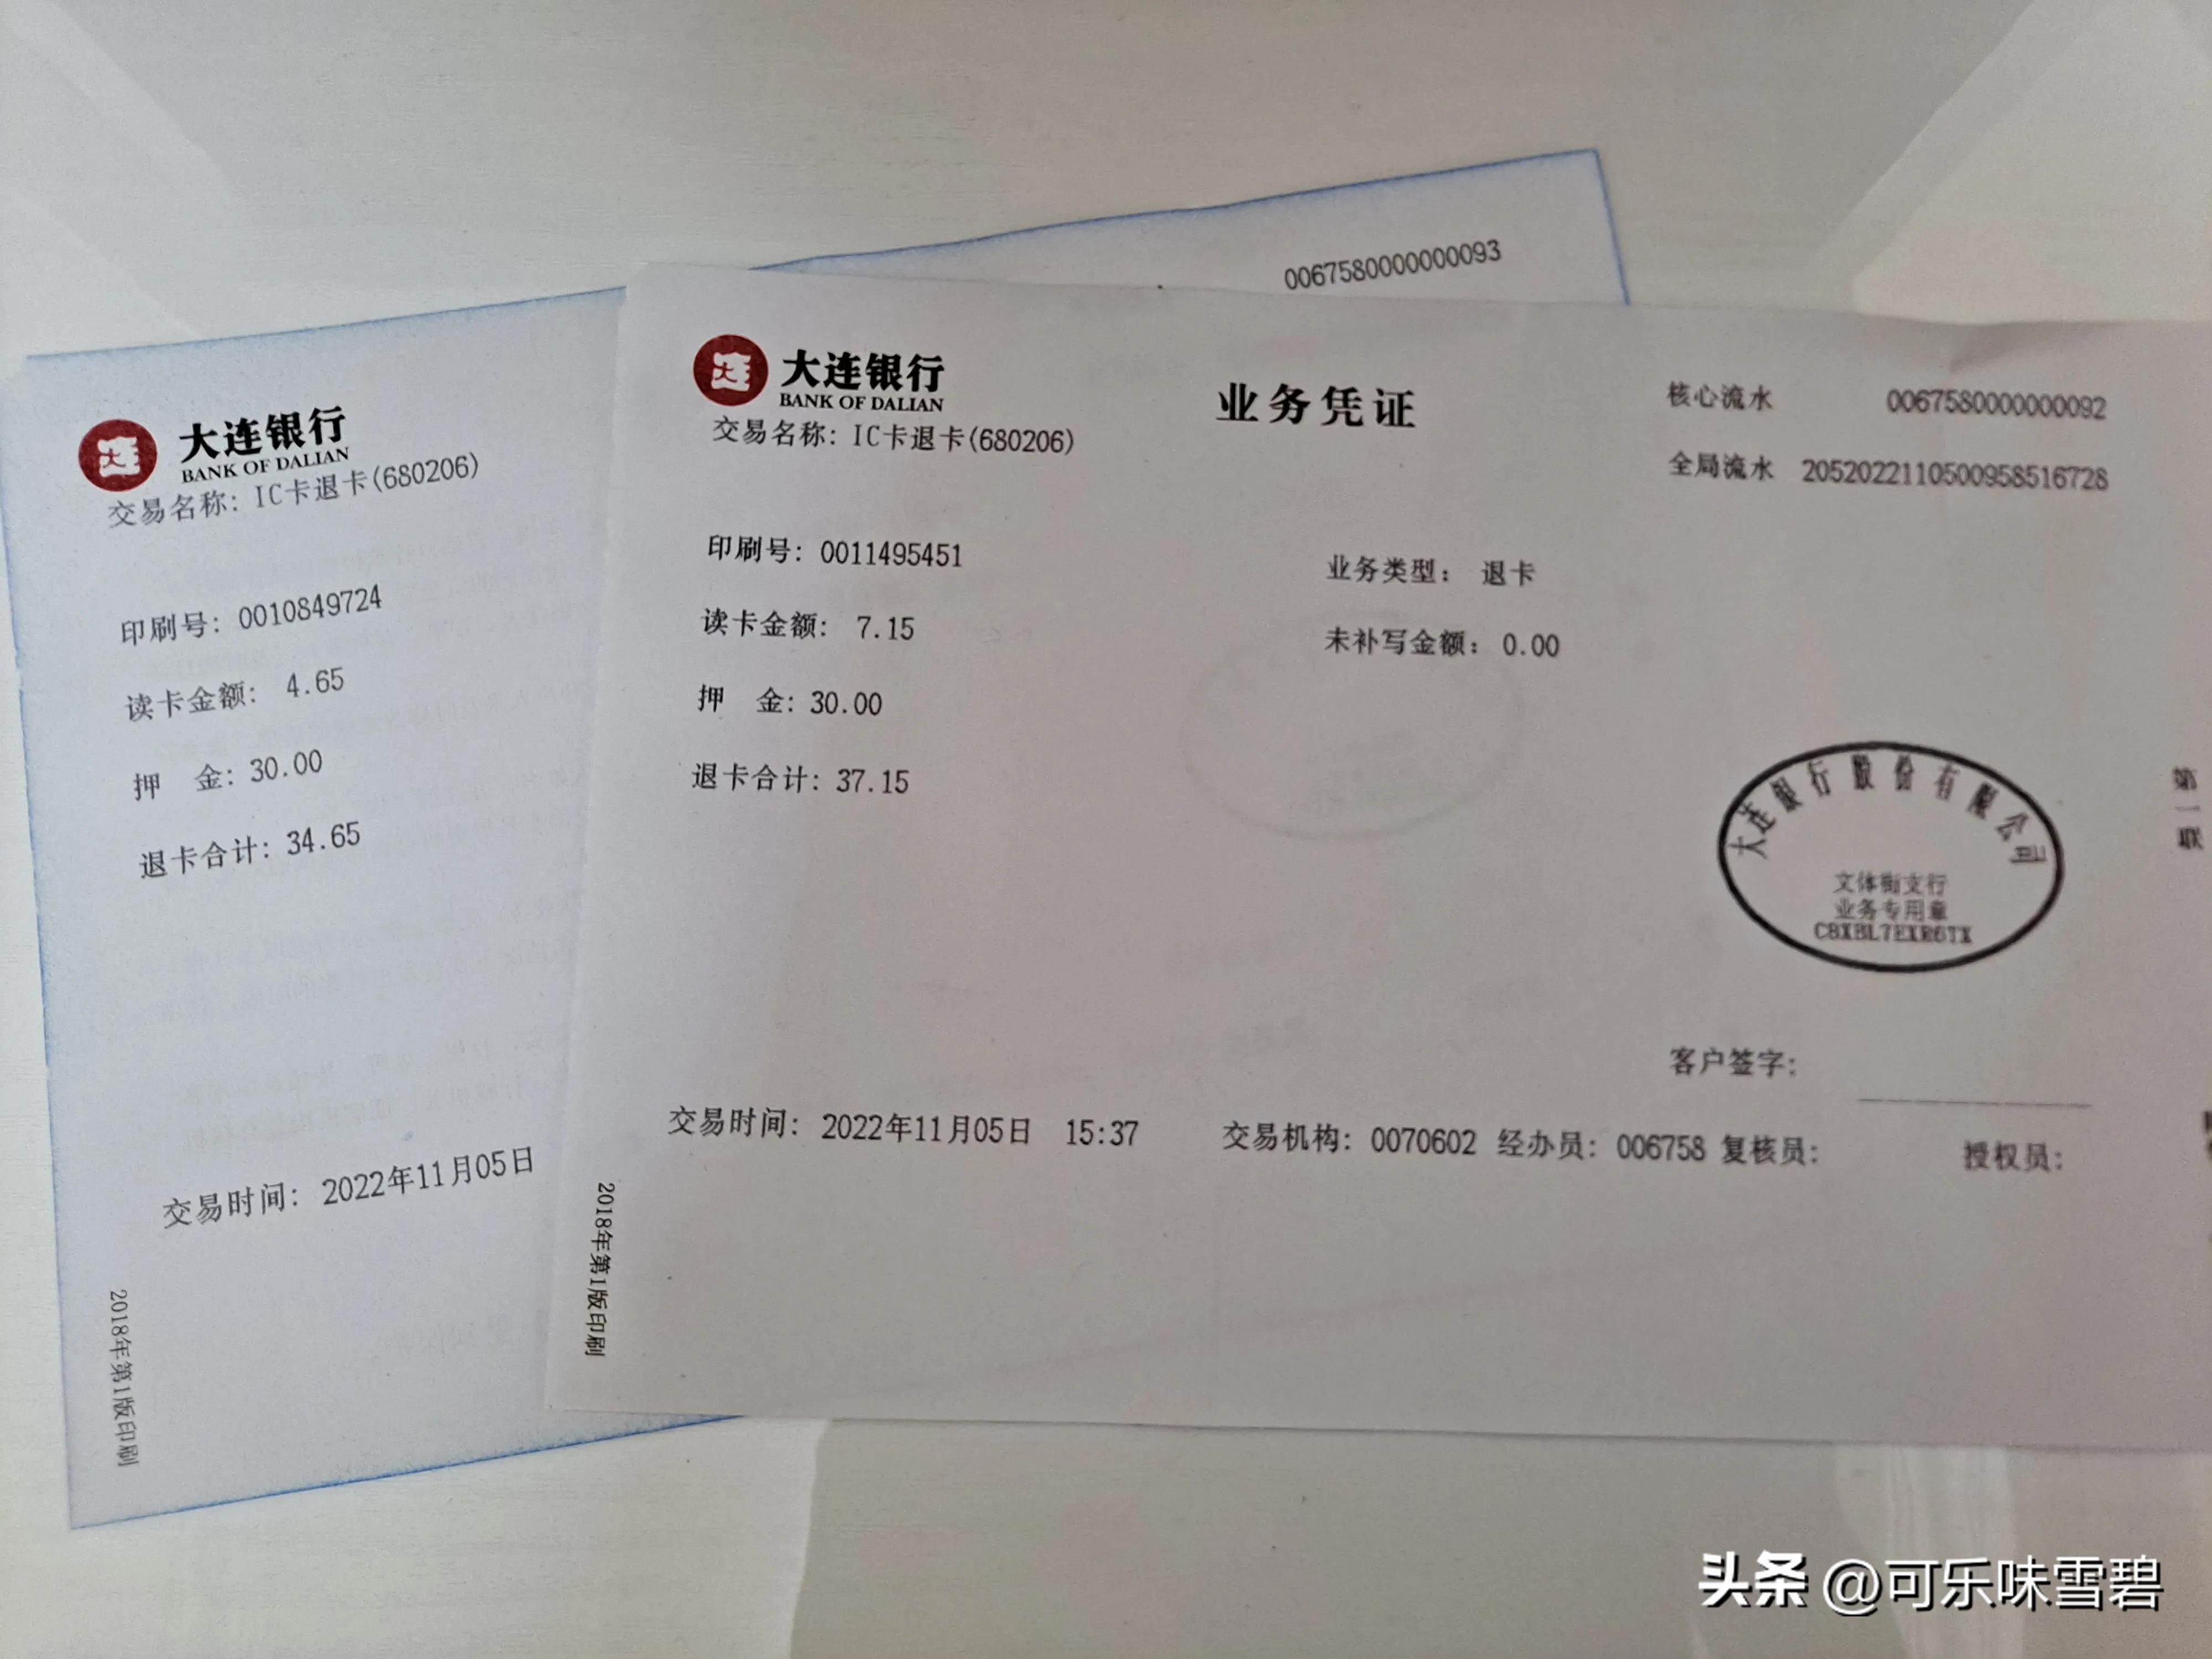 0067580000000093
大连银行
BANK OF DALIAN
交易名称：IC卡退卡(680206)
印刷号：0010849724
读卡金额：4.65
押 金：30.00
退卡合计：34.65
交易时间：2022年11月05日
2018年第1版印刷
大连银行
BANK OF DALIAN
交易名称：IC卡退卡(680206)
业务凭证
核心流水 0067580000000092
全局流水 2052022110500958516728
印刷号：0011495451
业务类型：退卡
读卡金额：7.15
未补写金额：0.00
押 金：30.00
退卡合计：37.15
大连银行股份有限公司
文体街支行
业务专用章
C8XBL7EXR6TX
第一联
客户签字：
交易时间：2022年11月05日 15:37 交易机构：0070602 经办员：006758 复核员： 授权员：
2018年第1版印刷
头条 @可乐味雪碧